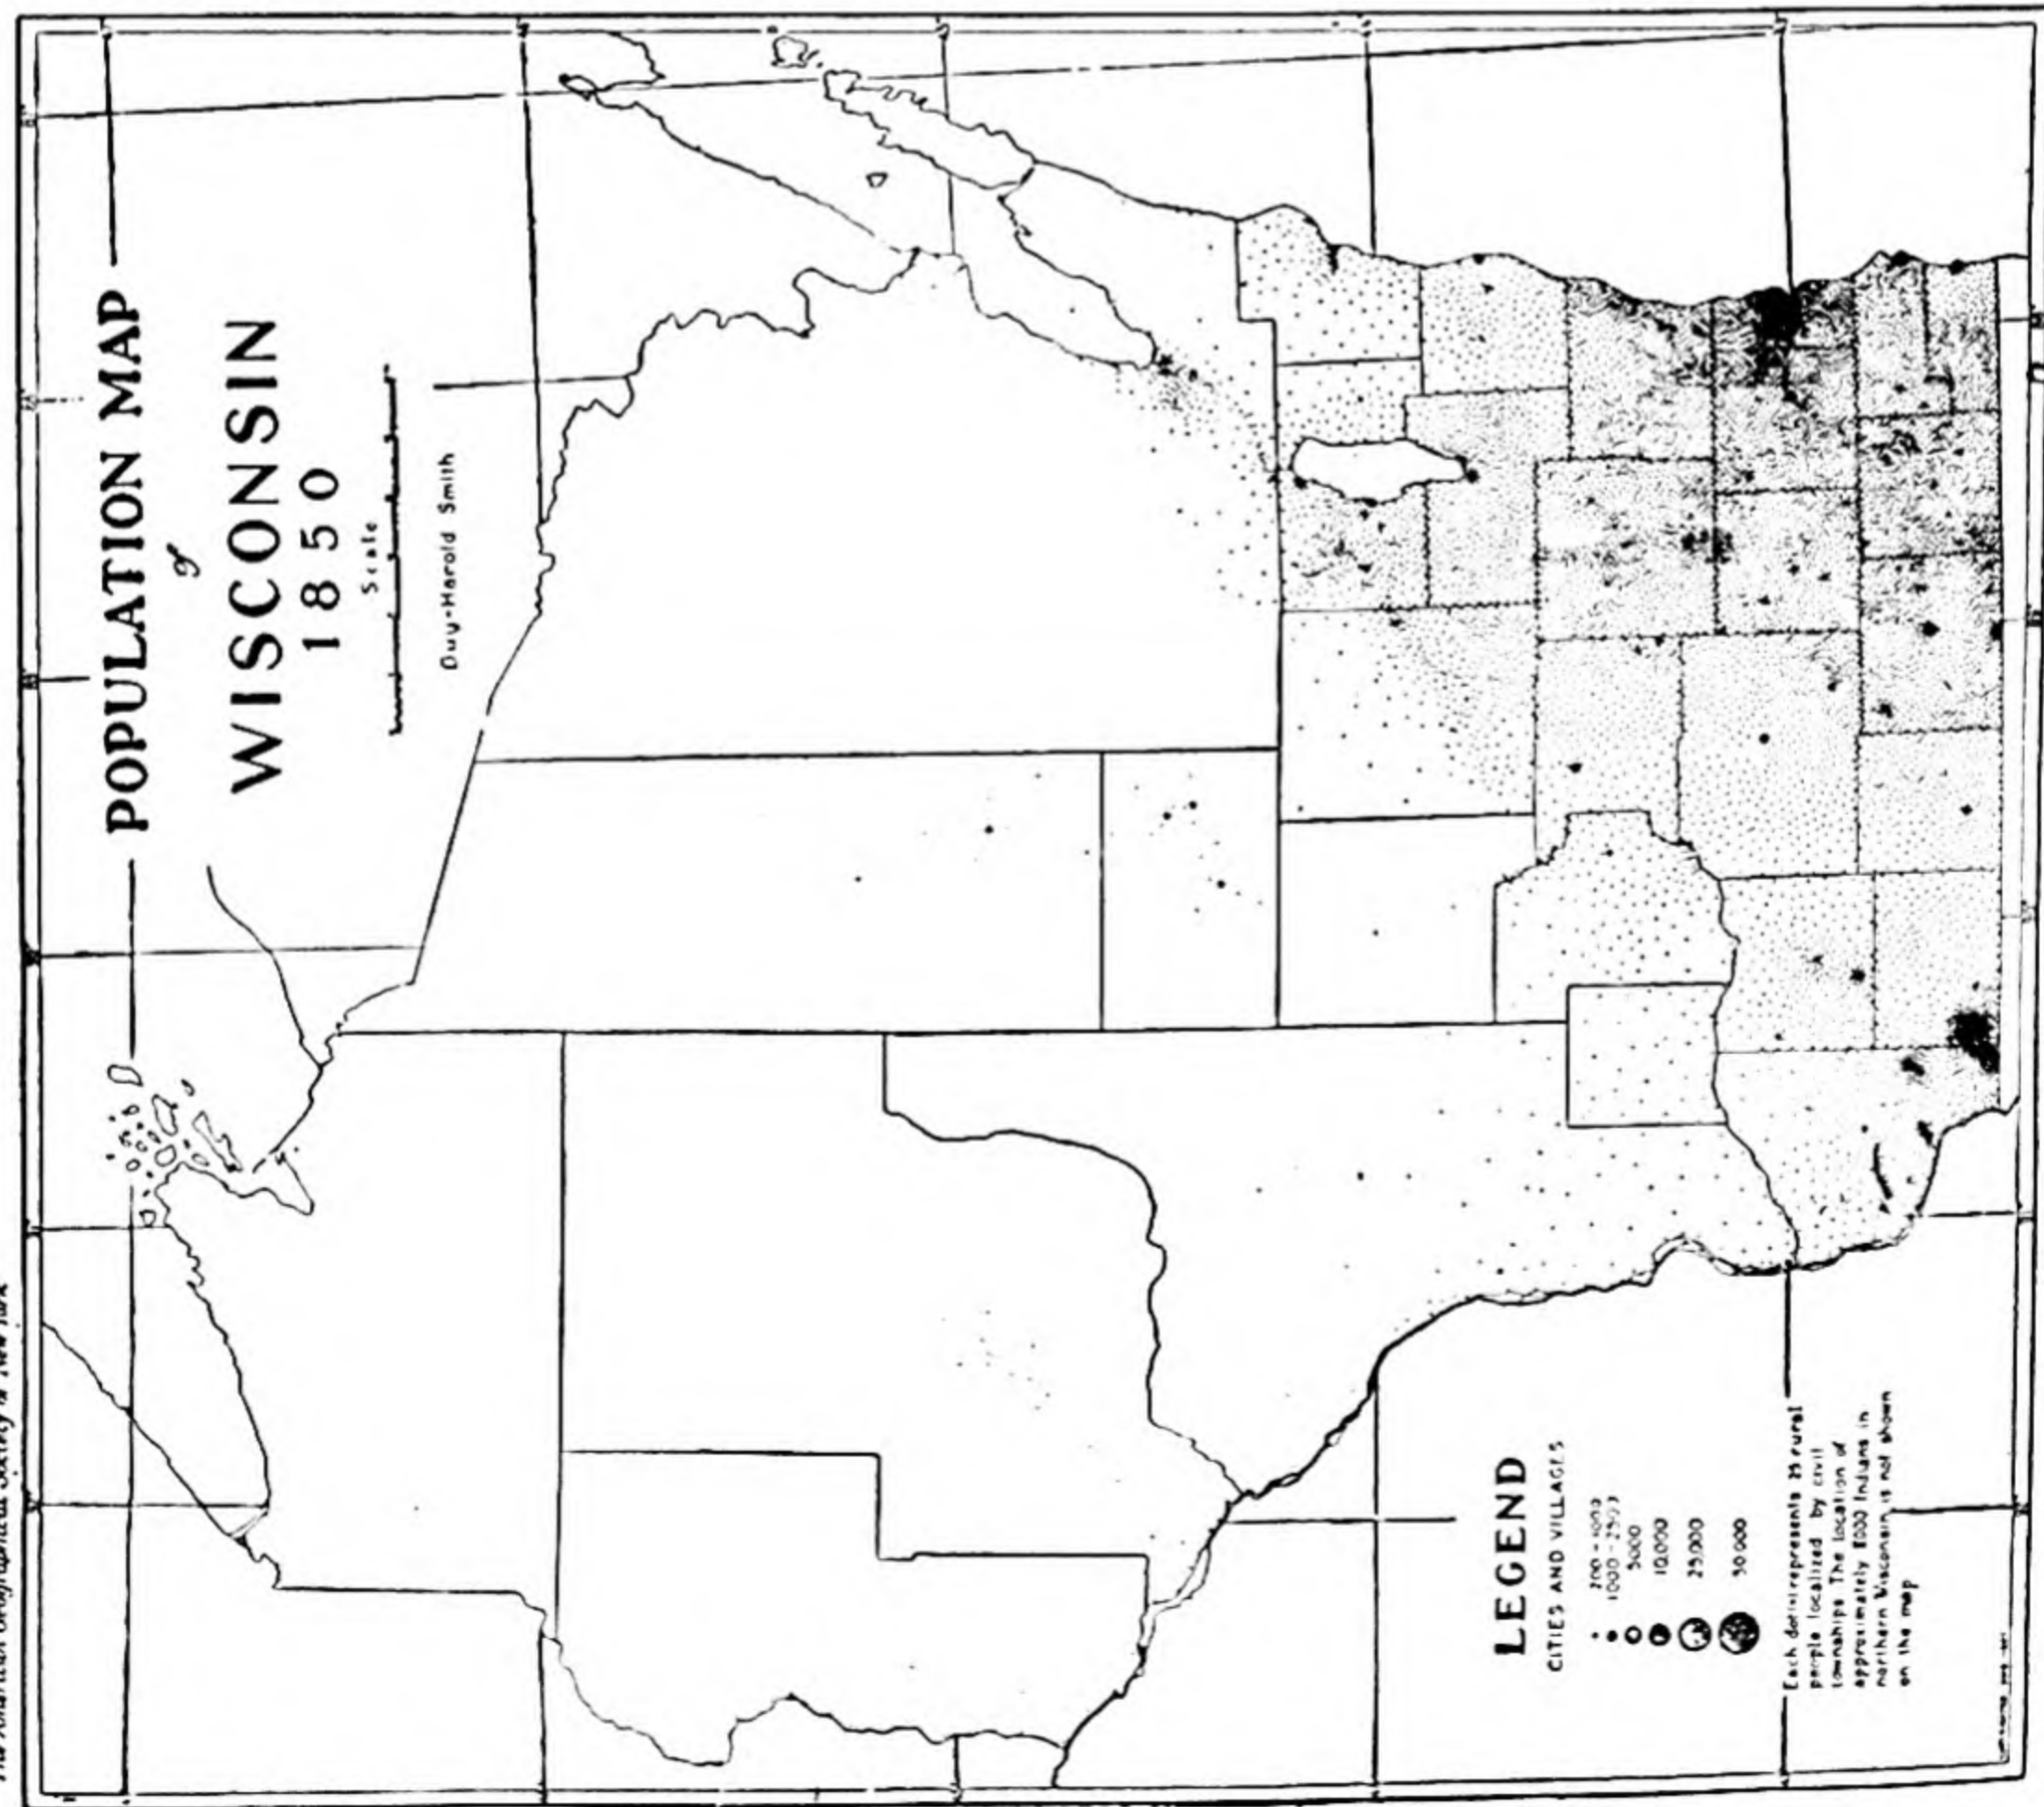 POPULATION MAP
of
WISCONSIN
1850
Scale
Guy-Harold Smith
LEGEND
CITIES AND VILLAGES
1000-2500
5000
10,000
25,000
50,000
Each dot represents 25 rural
people localized by civil
townships The location of
approximately 8000 Indians in
northern Wisconsin is not shown
on the map